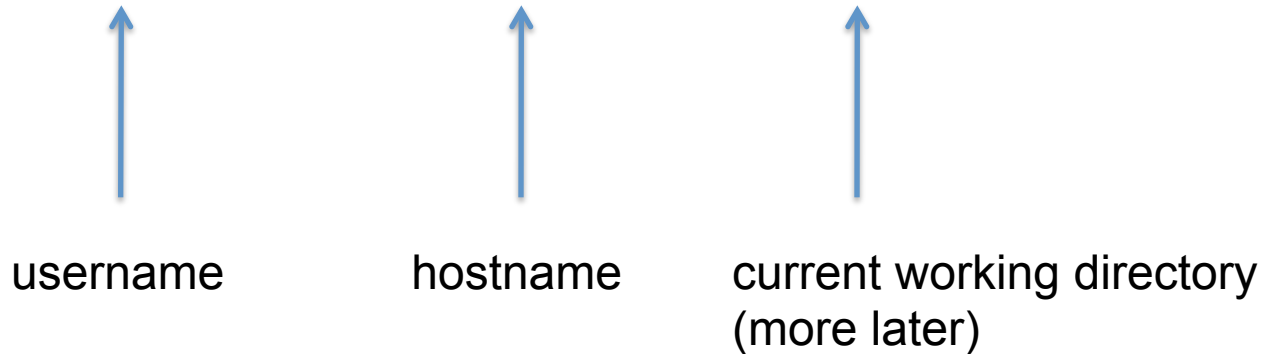 username hostname current working directory
(more later)